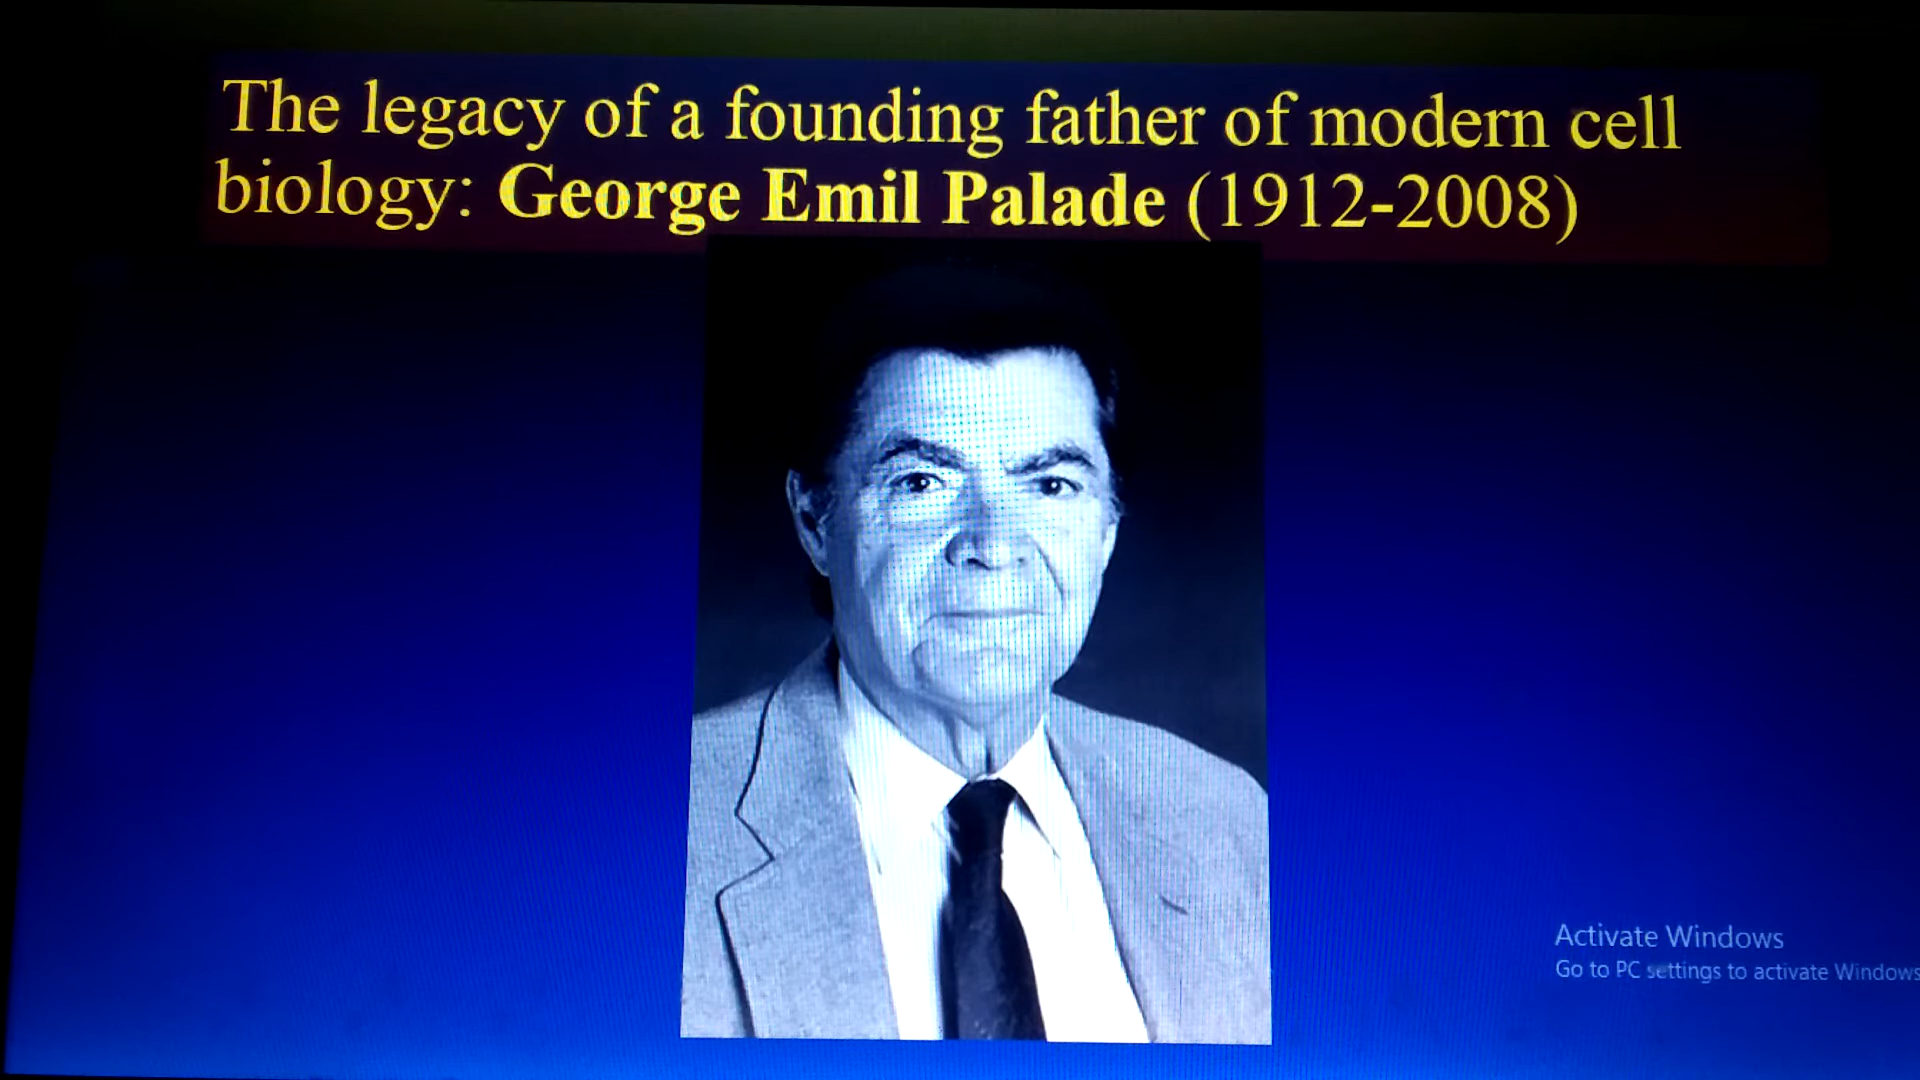 The legacy of a founding father of modern cell
biology: George Emil Palade (1912-2008)
Activate Windows
Go to PC settings to activate Windows